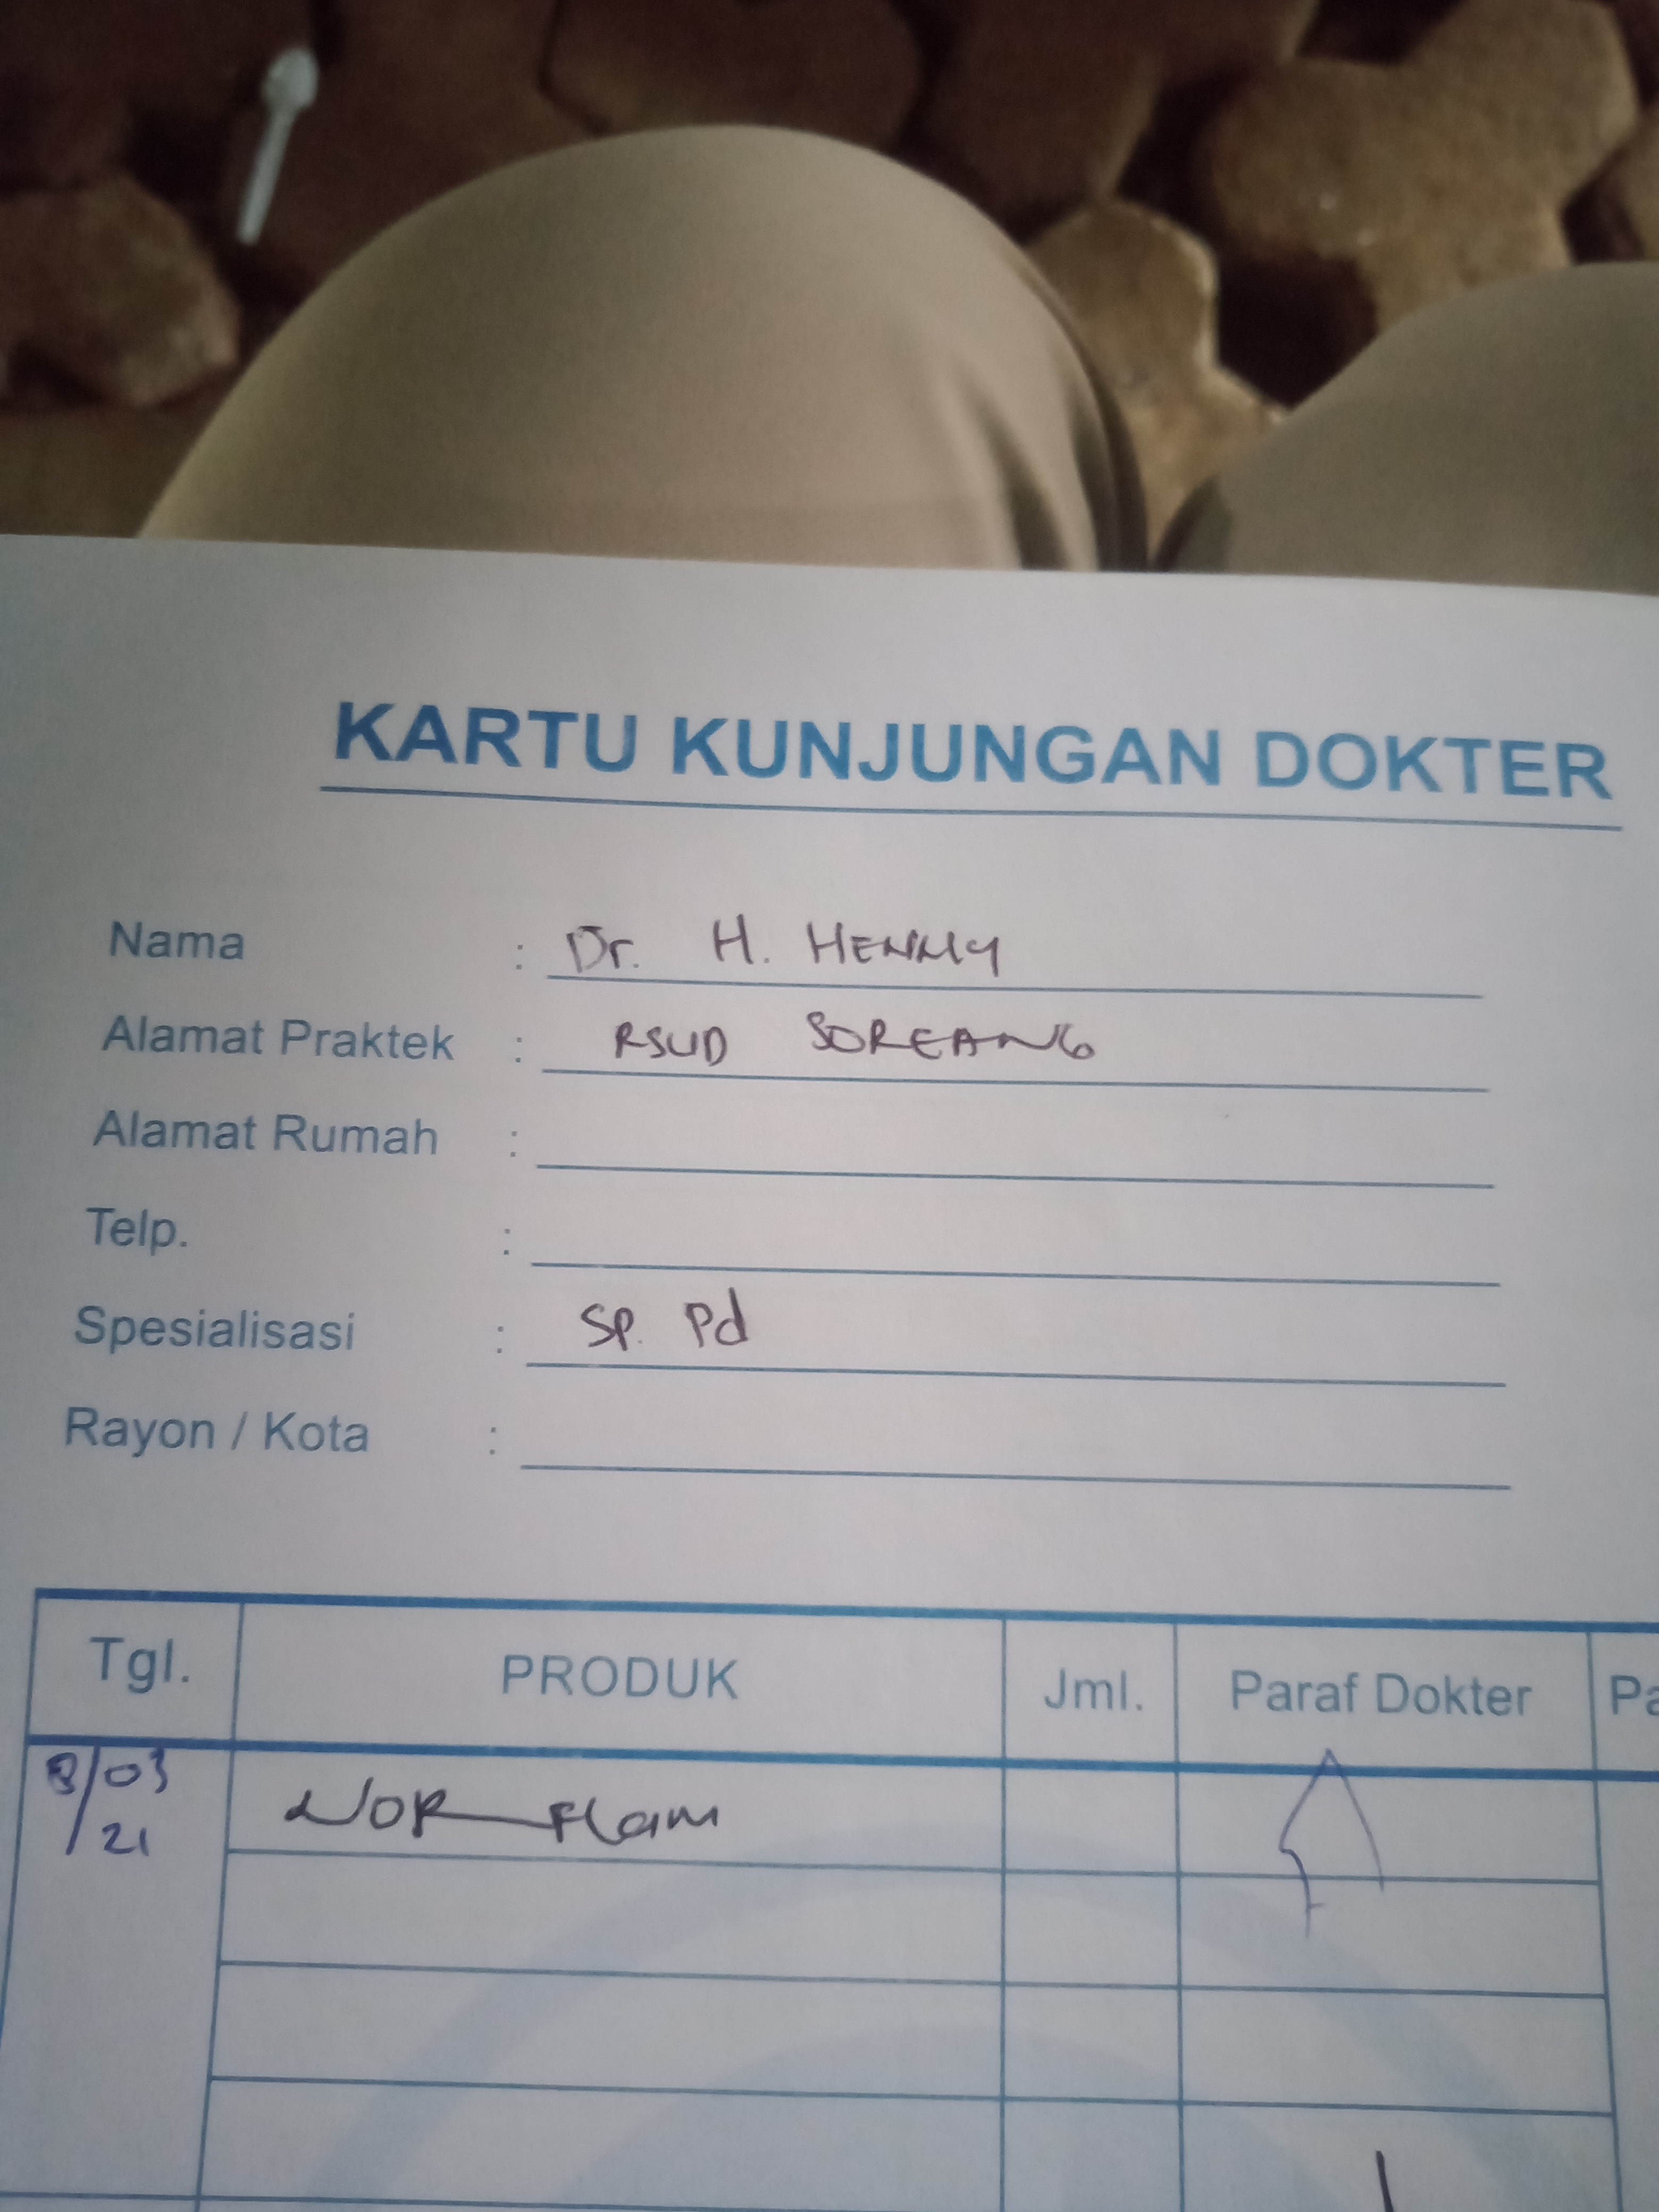 KARTU KUNJUNGAN DOKTER
Nama : Dr. H. HENNY
Alamat Praktek : RSUD SOREANG
Alamat Rumah :
Telp. :
Spesialisasi : SP. Pd
Rayon / Kota :
Tgl. PRODUK Jml. Paraf Dokter Pa
8/03/21 NOR flam